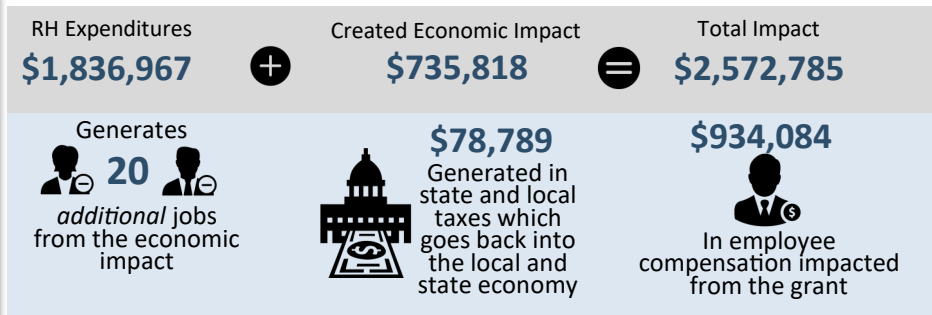 RH Expenditures
$1,836,967
+
Created Economic Impact
$735,818
=
Total Impact
$2,572,785
Generates
20
additional jobs
from the economic
impact
$78,789
Generated in
state and local
taxes which
goes back into
the local and
state economy
$934,084
$
In employee
compensation impacted
from the grant